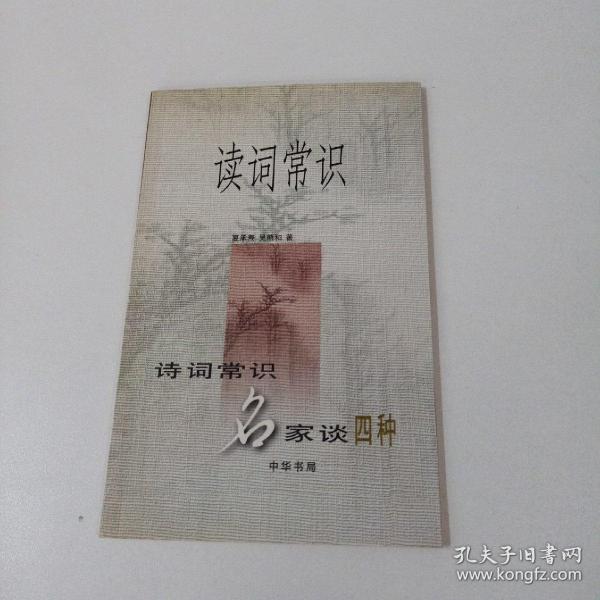 读词常识
夏承焘 吴熊和 著
诗词常识
名家谈四种
中华书局
孔夫子旧书网
www.kongfz.com